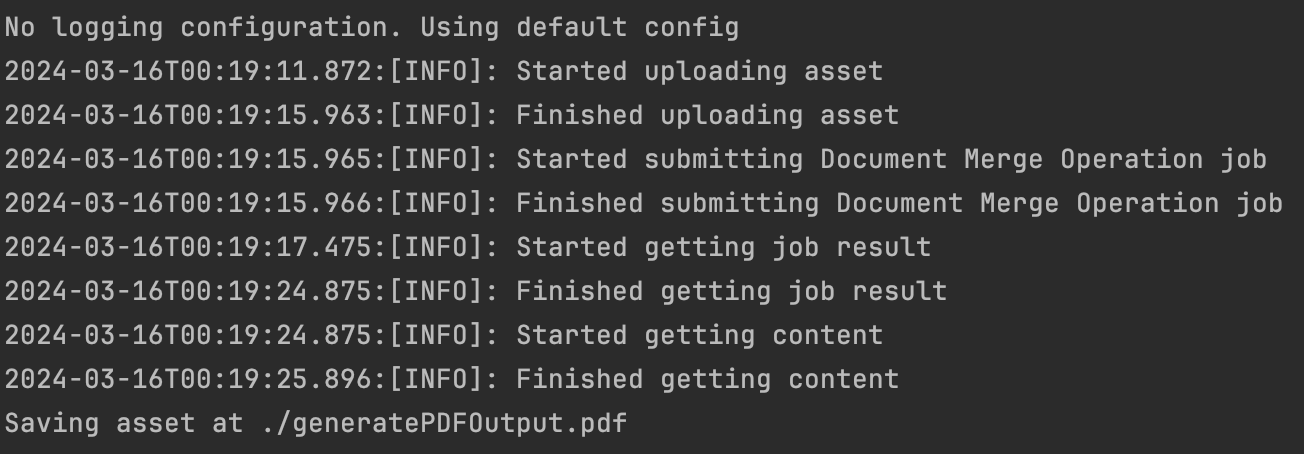 No logging configuration. Using default config
2024-03-16T00:19:11.872:[INFO]: Started uploading asset
2024-03-16T00:19:15.963:[INFO]: Finished uploading asset
2024-03-16T00:19:15.965:[INFO]: Started submitting Document Merge Operation job
2024-03-16T00:19:15.966:[INFO]: Finished submitting Document Merge Operation job
2024-03-16T00:19:17.475:[INFO]: Started getting job result
2024-03-16T00:19:24.875:[INFO]: Finished getting job result
2024-03-16T00:19:24.875:[INFO]: Started getting content
2024-03-16T00:19:25.896:[INFO]: Finished getting content
Saving asset at ./generatePDFOutput.pdf